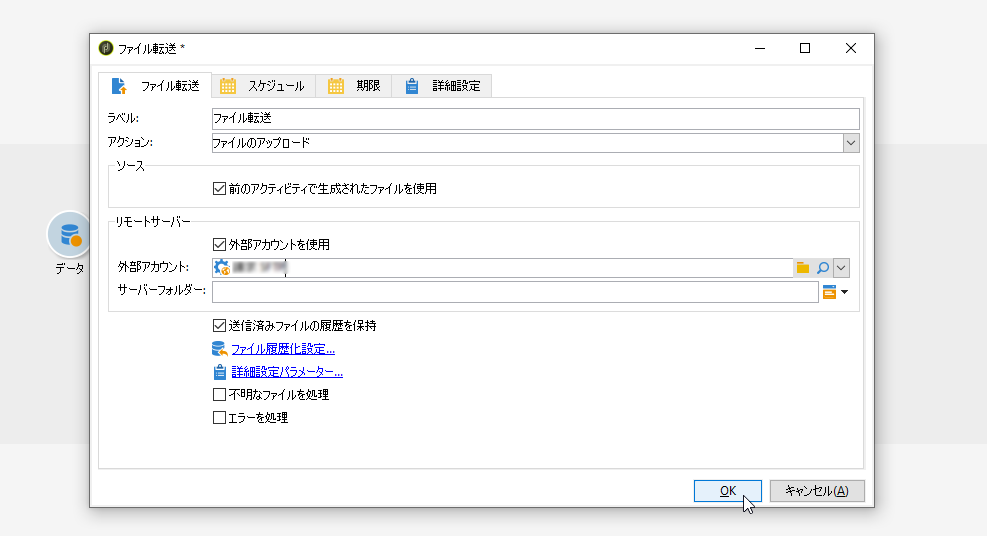 ファイル転送 *
ファイル転送 スケジュール 期限 詳細設定
ラベル: ファイル転送
アクション: ファイルのアップロード
ソース
前のアクティビティで生成されたファイルを使用
リモートサーバー
外部アカウントを使用
外部アカウント:
サーバーフォルダー:
送信済みファイルの履歴を保持
ファイル履歴化設定...
詳細設定パラメーター...
不明なファイルを処理
エラーを処理
OK キャンセル(A)
データ